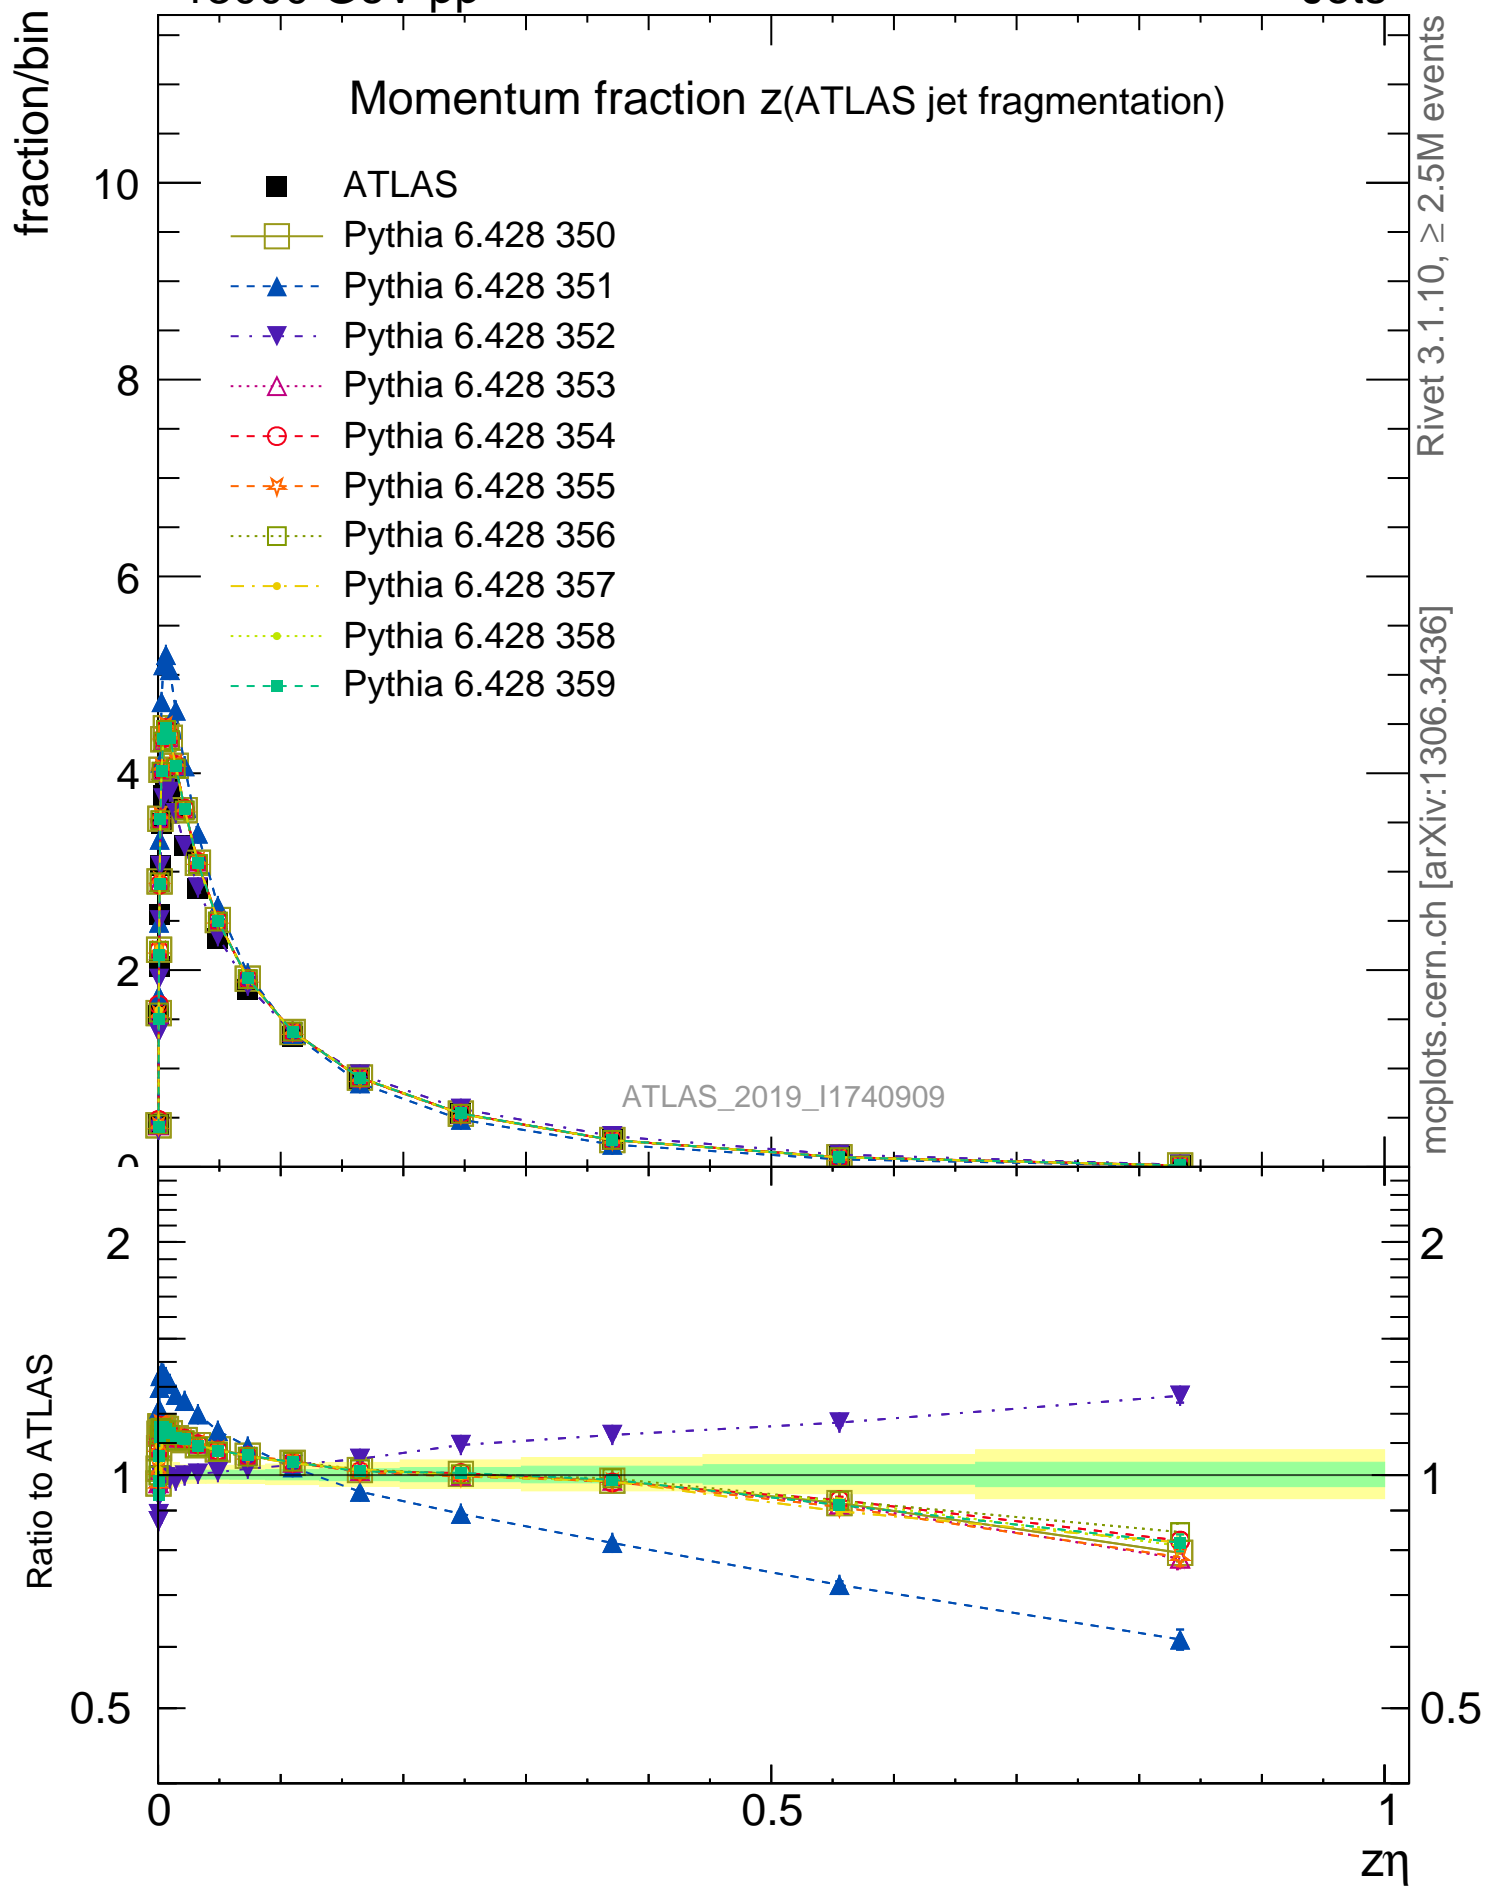 fraction/bin
Momentum fraction z(ATLAS jet fragmentation)
ATLAS
Pythia 6.428 350
Pythia 6.428 351
Pythia 6.428 352
Pythia 6.428 353
Pythia 6.428 354
Pythia 6.428 355
Pythia 6.428 356
Pythia 6.428 357
Pythia 6.428 358
Pythia 6.428 359
10
8
6
4
2
0
ATLAS_2019_I1740909
Rivet 3.1.10, ≥ 2.5M events
mcplots.cern.ch [arXiv:1306.3436]
Ratio to ATLAS
2
1
0.5
2
1
0.5
0
0.5
1
zη